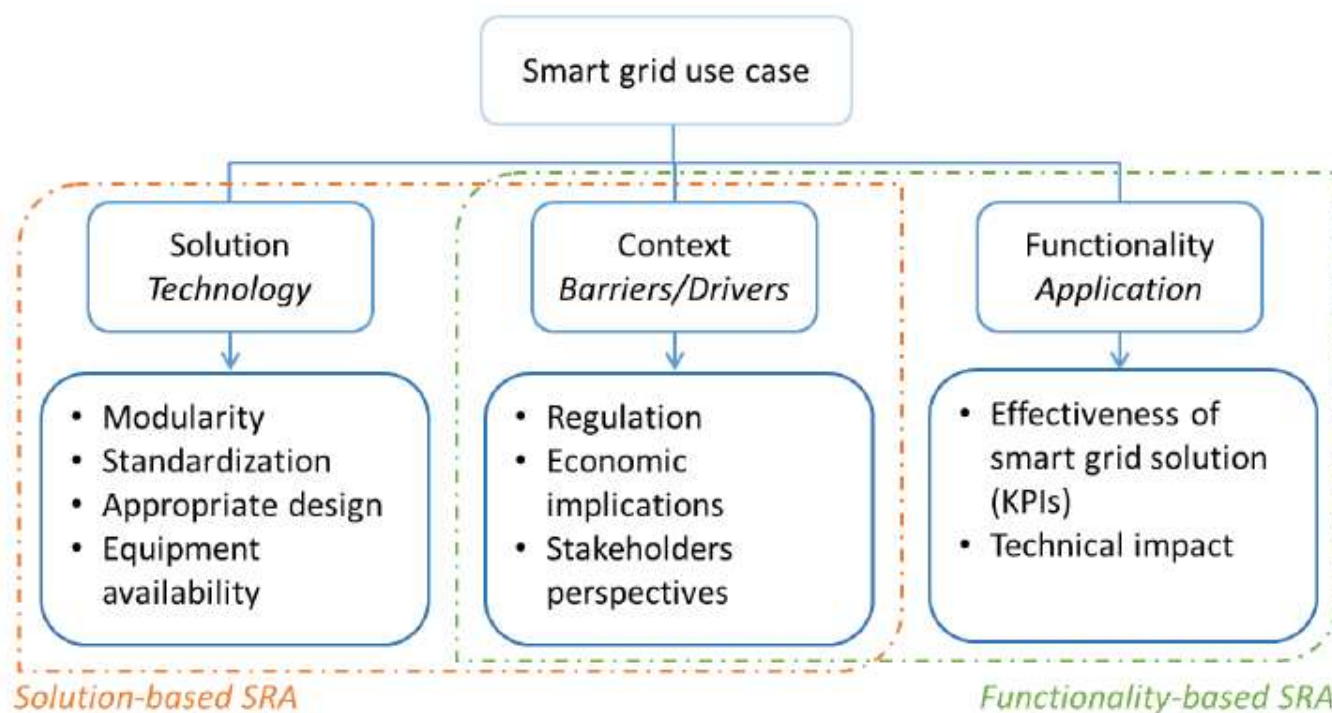 Smart grid use case
Solution
Technology
Context
Barriers/Drivers
Functionality
Application
• Modularity
• Standardization
• Appropriate design
• Equipment
availability
• Regulation
• Economic
implications
• Stakeholders
perspectives
• Effectiveness of
smart grid solution
(KPIs)
• Technical impact
Solution-based SRA
Functionality-based SRA